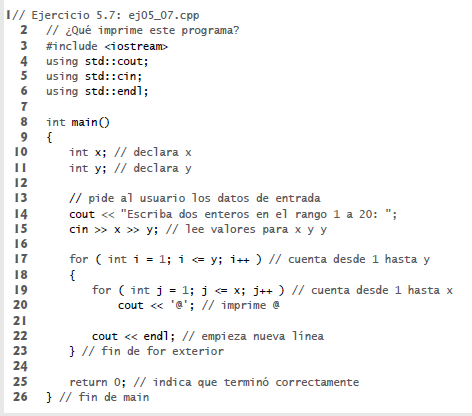 1 // Ejercicio 5.7: ej05_07.cpp
2 // ¿Qué imprime este programa?
3 #include <iostream>
4 using std::cout;
5 using std::cin;
6 using std::endl;
7
8 int main()
9 {
10 int x; // declara x
11 int y; // declara y
12
13 // pide al usuario los datos de entrada
14 cout << "Escriba dos enteros en el rango 1 a 20: ";
15 cin >> x >> y; // lee valores para x y y
16
17 for ( int i = 1; i <= y; i++ ) // cuenta desde 1 hasta y
18 {
19 for ( int j = 1; j <= x; j++ ) // cuenta desde 1 hasta x
20 cout << '@'; // imprime @
21
22 cout << endl; // empieza nueva línea
23 } // fin de for exterior
24
25 return 0; // indica que terminó correctamente
26 } // fin de main